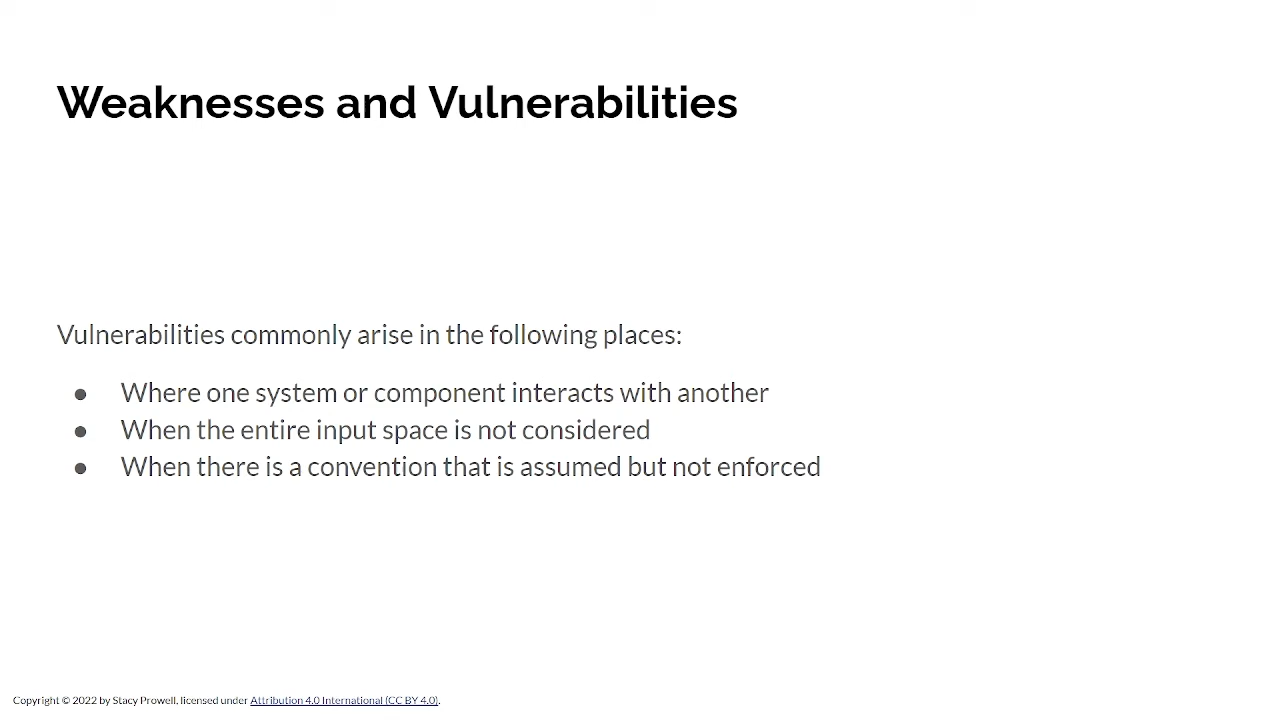 Weaknesses and Vulnerabilities
Vulnerabilities commonly arise in the following places:
● Where one system or component interacts with another
● When the entire input space is not considered
● When there is a convention that is assumed but not enforced
Copyright © 2022 by Stacy Prowell, licensed under Attribution 4.0 International (CC BY 4.0).